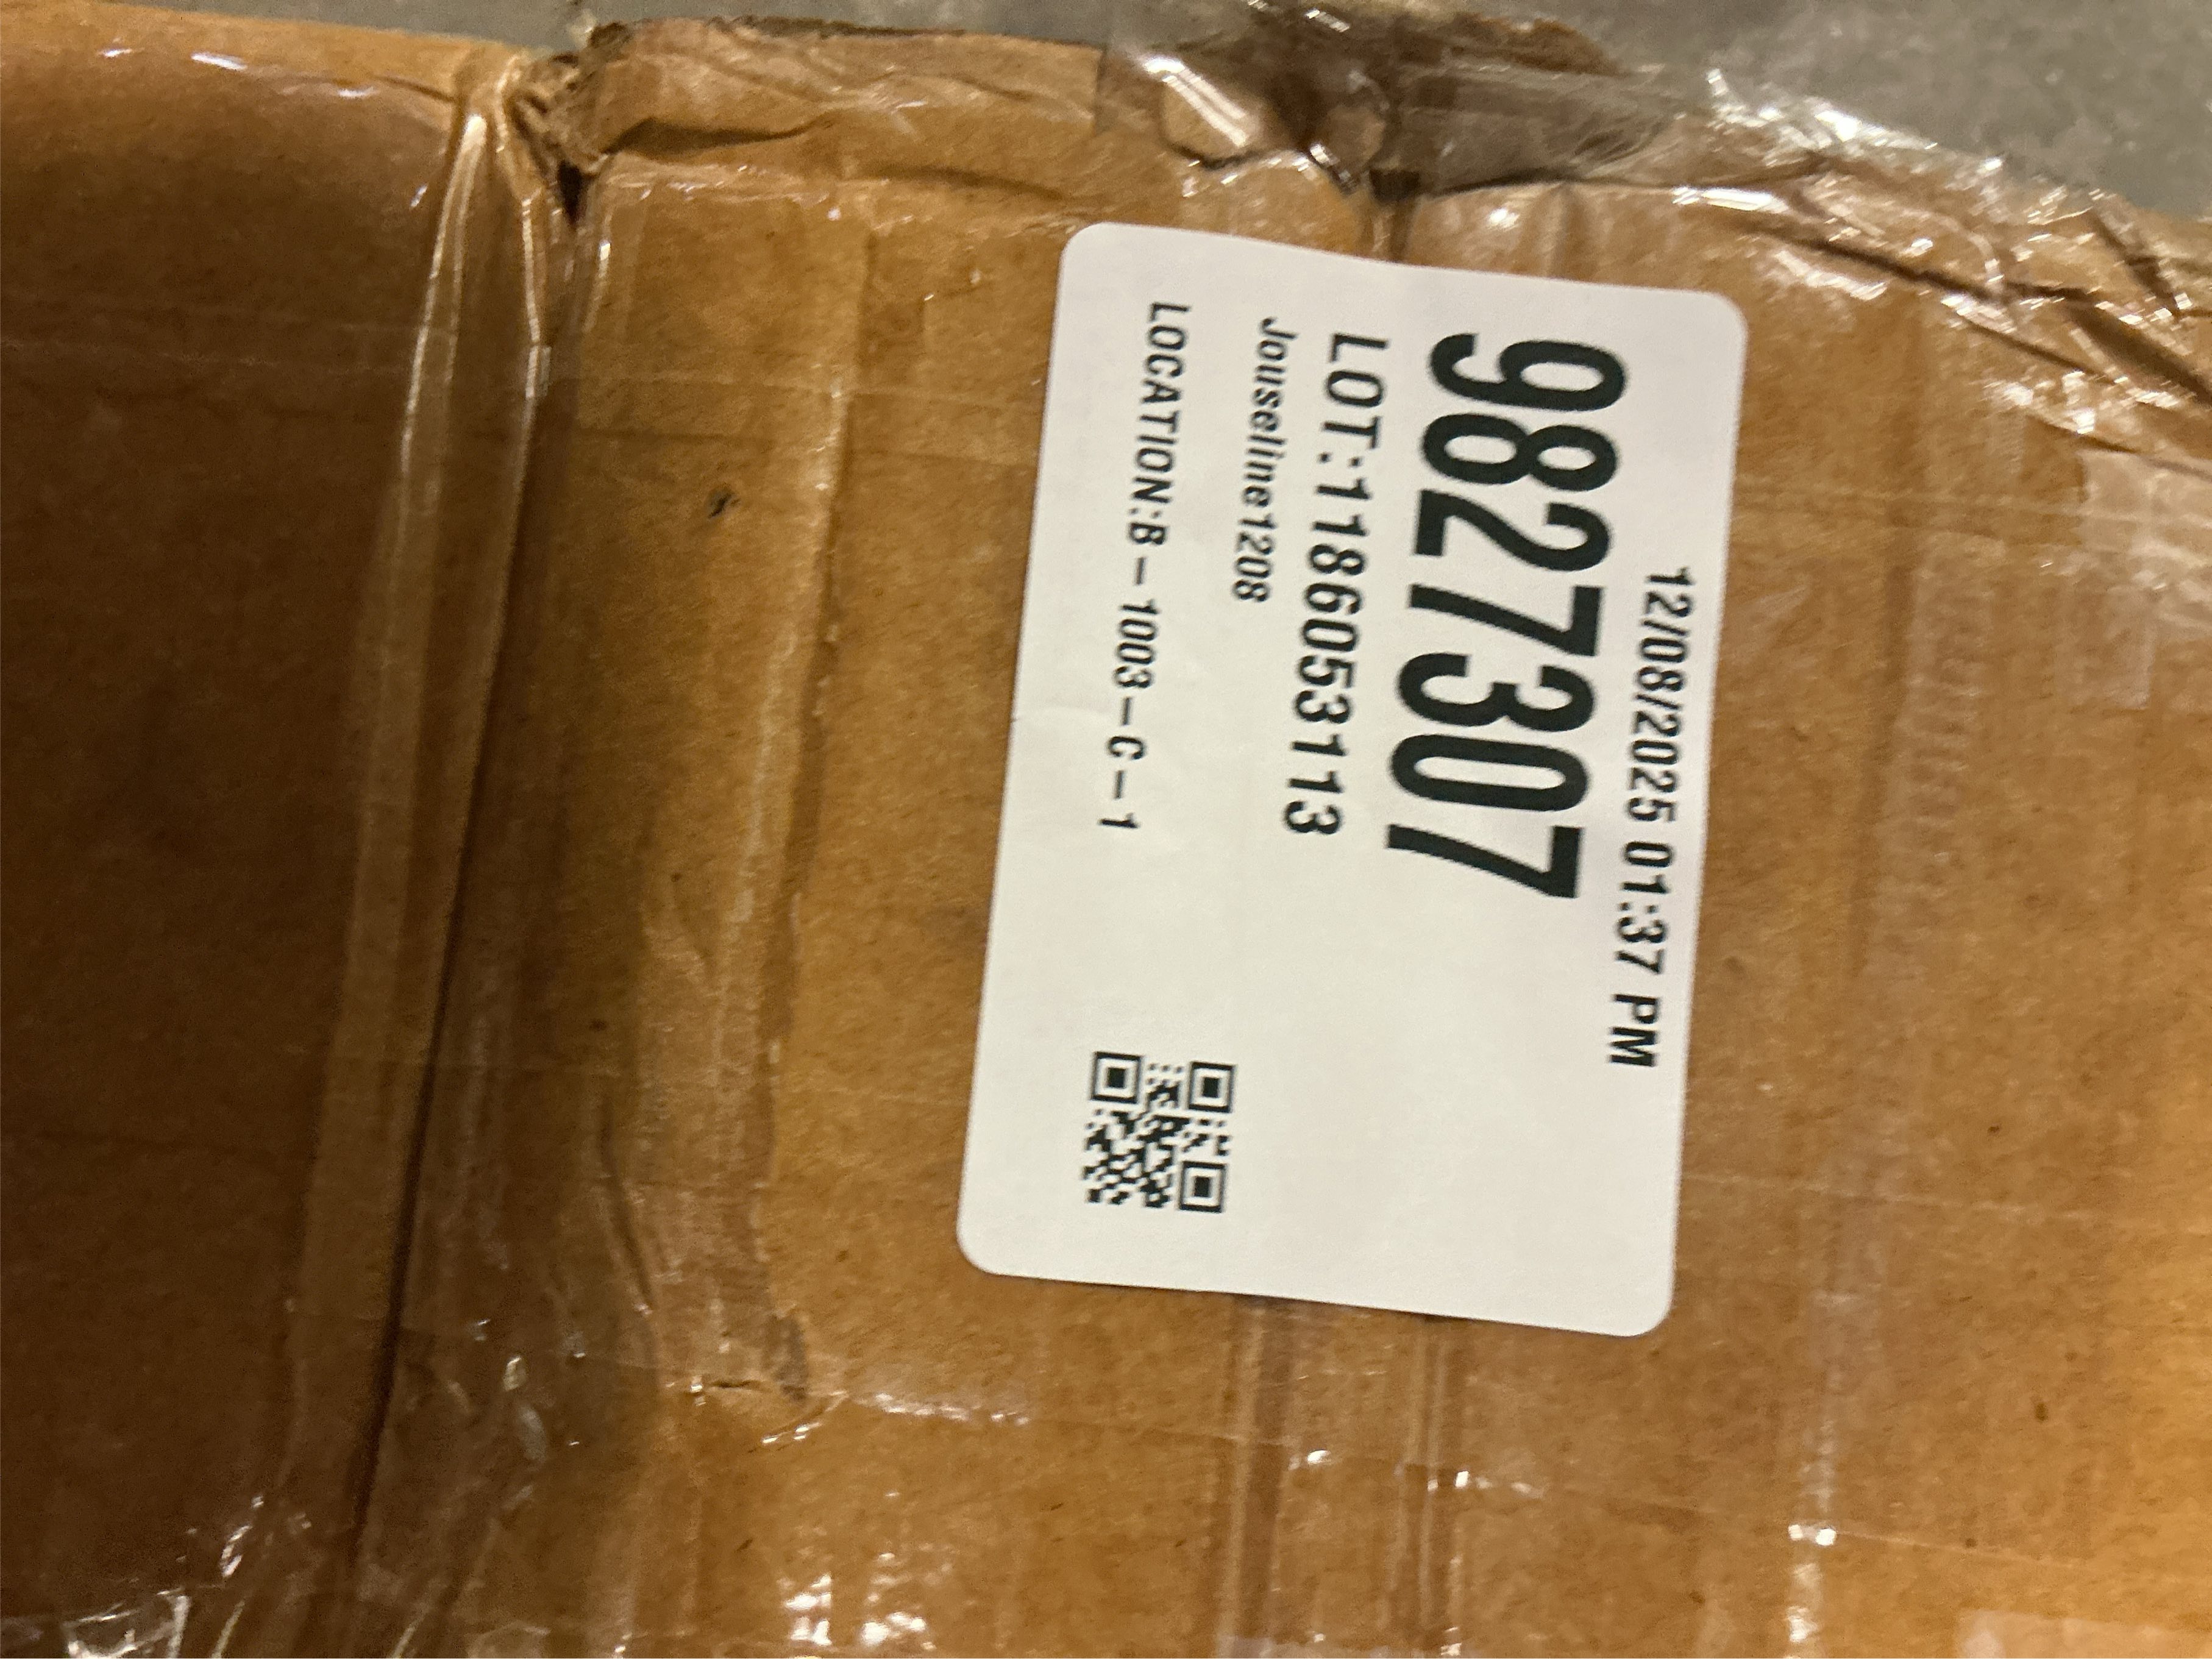 12/08/2025 01:37 PM
9827307
LOT:1186053113
Jouseline1208
LOCATION:B-1003-C-1